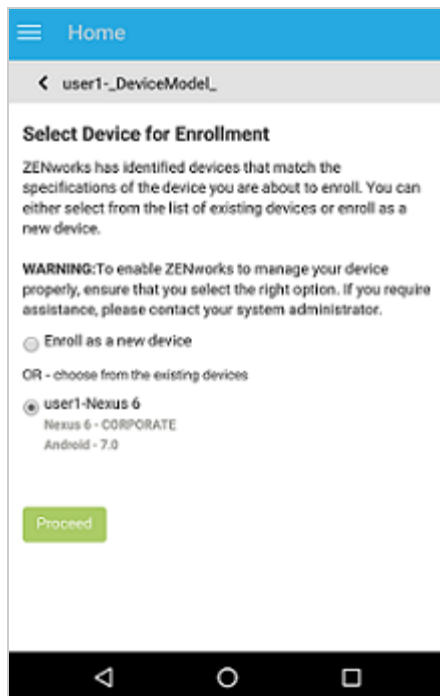 Home
user1-_DeviceModel_
Select Device for Enrollment
ZENworks has identified devices that match the
specifications of the device you are about to enroll. You can
either select from the list of existing devices or enroll as a
new device.
WARNING:To enable ZENworks to manage your device
properly, ensure that you select the right option. If you require
assistance, please contact your system administrator.
Enroll as a new device
OR - choose from the existing devices
user1-Nexus 6
Nexus 6 - CORPORATE
Android - 7.0
Proceed